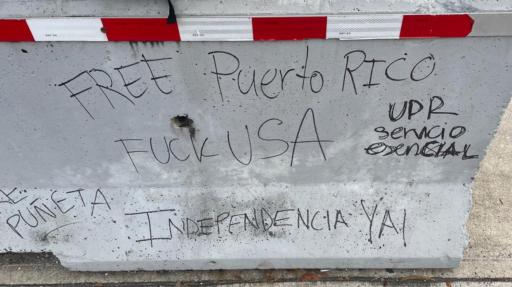 FREE Puerto RICO
FUCK USA
UPR
servicio
esenCIAL
PUÑETA
INDEPENDENCIA YA!